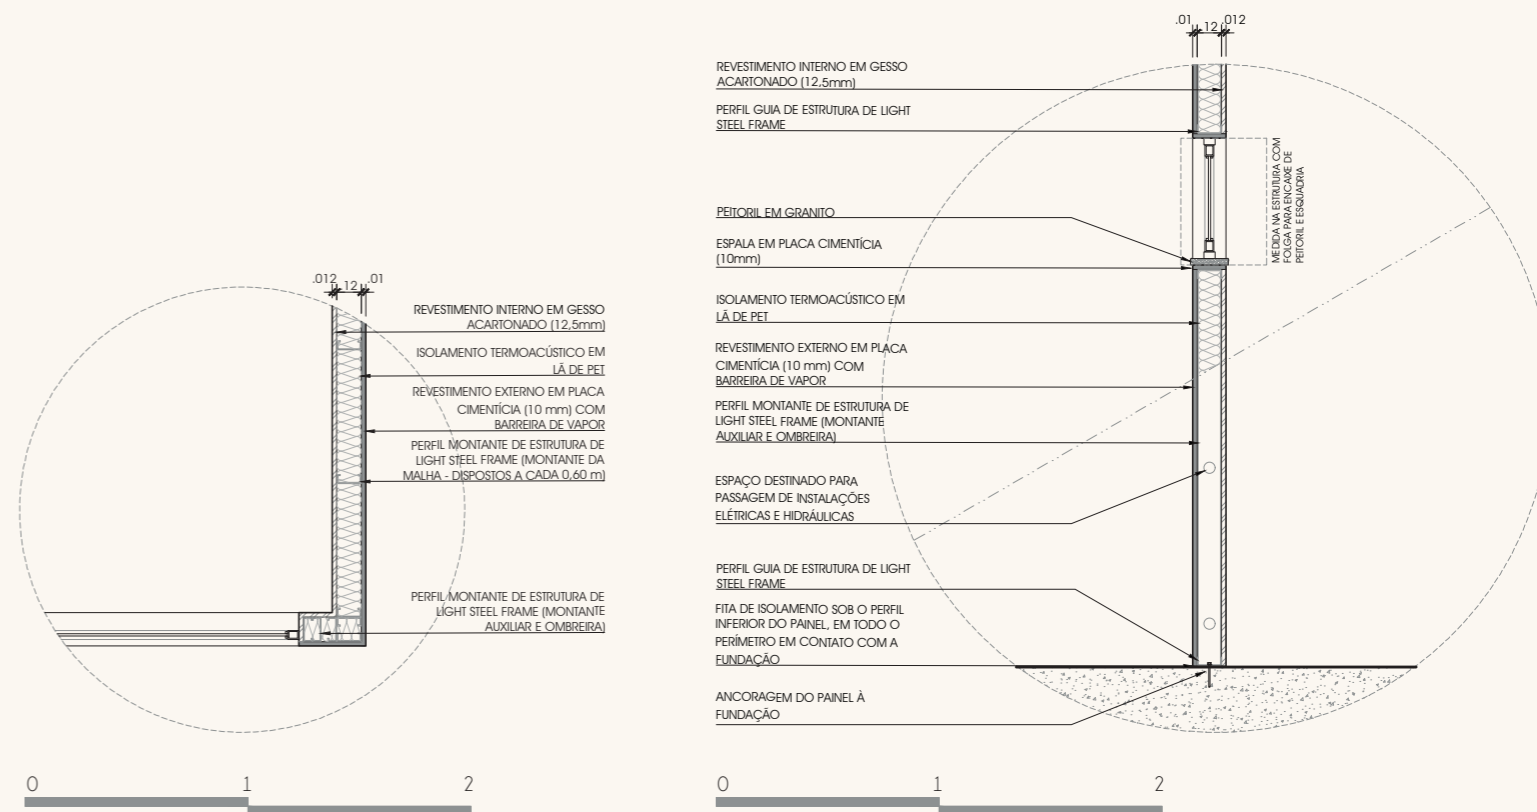 .012 12 .01
REVESTIMENTO INTERNO EM GESSO
ACARTONADO (12,5mm)
ISOLAMENTO TERMOACÚSTICO EM
LÃ DE PET
REVESTIMENTO EXTERNO EM PLACA
CIMENTÍCIA (10 mm) COM
BARREIRA DE VAPOR
PERFIL MONTANTE DE ESTRUTURA DE
LIGHT STEEL FRAME (MONTANTE DA
MALHA - DISPOSTOS A CADA 0,60 m)
PERFIL MONTANTE DE ESTRUTURA DE
LIGHT STEEL FRAME (MONTANTE
AUXILIAR E OMBREIRA)
0 1 2
.01 12 .012
REVESTIMENTO INTERNO EM GESSO
ACARTONADO (12,5mm)
PERFIL GUIA DE ESTRUTURA DE LIGHT
STEEL FRAME
PEITORIL EM GRANITO
ESPALA EM PLACA CIMENTÍCIA
(10mm)
ISOLAMENTO TERMOACÚSTICO EM
LÃ DE PET
REVESTIMENTO EXTERNO EM PLACA
CIMENTÍCIA (10 mm) COM
BARREIRA DE VAPOR
PERFIL MONTANTE DE ESTRUTURA DE
LIGHT STEEL FRAME (MONTANTE
AUXILIAR E OMBREIRA)
ESPAÇO DESTINADO PARA
PASSAGEM DE INSTALAÇÕES
ELÉTRICAS E HIDRÁULICAS
PERFIL GUIA DE ESTRUTURA DE LIGHT
STEEL FRAME
FITA DE ISOLAMENTO SOB O PERFIL
INFERIOR DO PAINEL, EM TODO O
PERÍMETRO EM CONTATO COM A
FUNDAÇÃO
ANCORAGEM DO PAINEL À
FUNDAÇÃO
MEDIDA NA ESTRUTURA COM
FOLGA PARA ENCAIXE DE
PEITORIL E ESQUADRIA
0 1 2